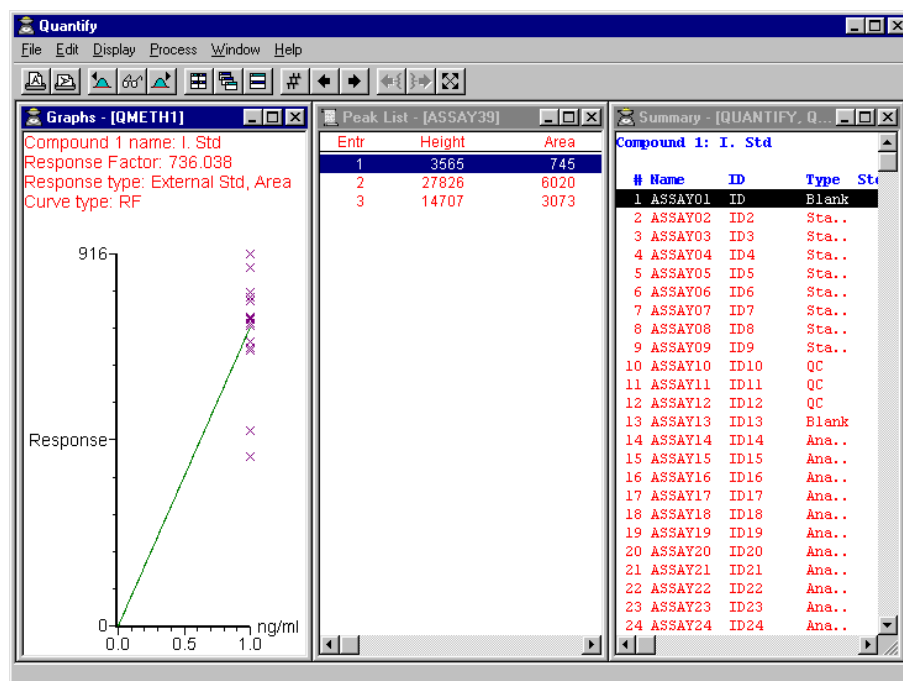 Quantify
File Edit Display Process Window Help
Graphs - [QMETH1]
Compound 1 name: I. Std
Response Factor: 736.038
Response type: External Std, Area
Curve type: RF
916
Response
0
0.0 0.5 1.0 ng/ml
Peak List - [ASSAY39]
Entr Height Area
1 3565 745
2 27826 6020
3 14707 3073
Summary - [QUANTIFY, Q...
Compound 1: I. Std
# Name ID Type Std
1 ASSAY01 ID Blank
2 ASSAY02 ID2 Sta..
3 ASSAY03 ID3 Sta..
4 ASSAY04 ID4 Sta..
5 ASSAY05 ID5 Sta..
6 ASSAY06 ID6 Sta..
7 ASSAY07 ID7 Sta..
8 ASSAY08 ID8 Sta..
9 ASSAY09 ID9 Sta..
10 ASSAY10 ID10 QC
11 ASSAY11 ID11 QC
12 ASSAY12 ID12 QC
13 ASSAY13 ID13 Blank
14 ASSAY14 ID14 Ana..
15 ASSAY15 ID15 Ana..
16 ASSAY16 ID16 Ana..
17 ASSAY17 ID17 Ana..
18 ASSAY18 ID18 Ana..
19 ASSAY19 ID19 Ana..
20 ASSAY20 ID20 Ana..
21 ASSAY21 ID21 Ana..
22 ASSAY22 ID22 Ana..
23 ASSAY23 ID23 Ana..
24 ASSAY24 ID24 Ana..